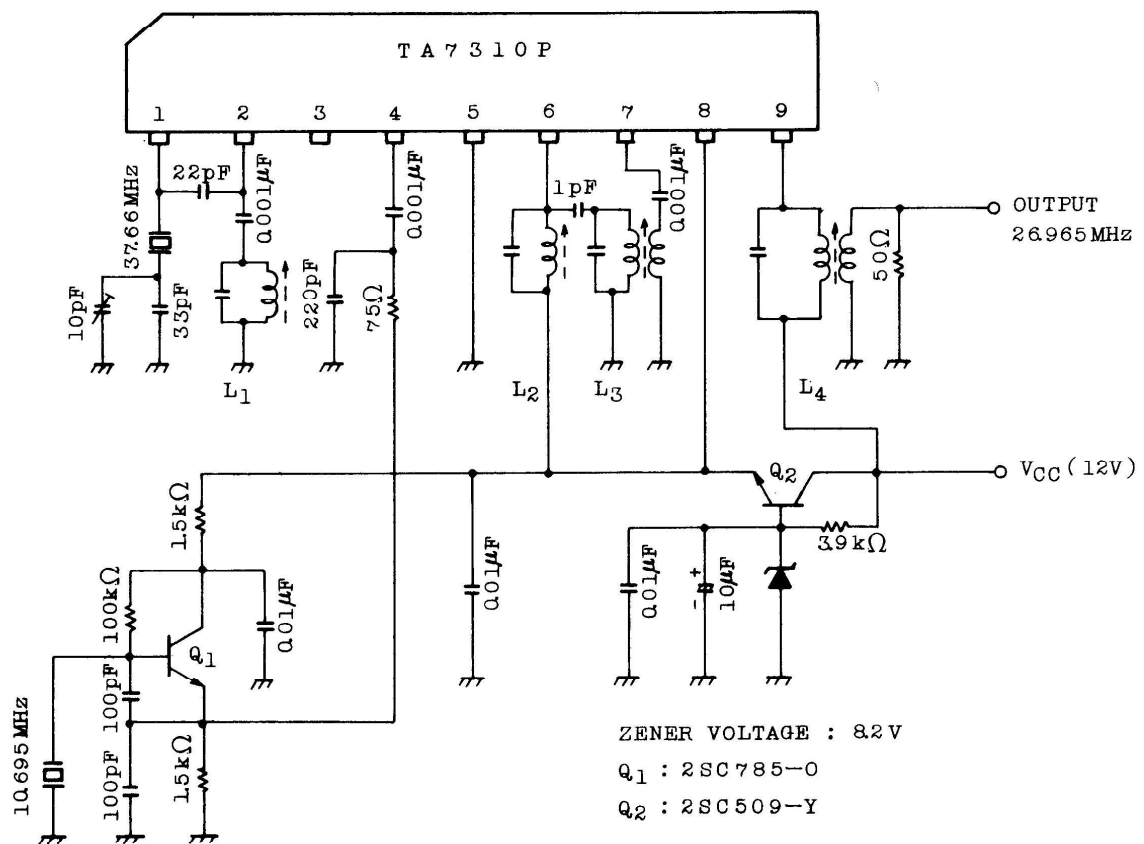 TA7310P
1 2 3 4 5 6 7 8 9
22pF
0.001μF
0.001μF
1pF
0.001μF
37.66MHz
OUTPUT
26.965MHz
50Ω
10pF
33pF
220pF
75Ω
L1
L2
L3
L4
Q2
VCC (12V)
1.5kΩ
3.9kΩ
0.01μF
0.01μF
10μF
+
-
100kΩ
0.01μF
Q1
100pF
10.695MHz
100pF
1.5kΩ
ZENER VOLTAGE : 8.2V
Q1 : 2SC785-O
Q2 : 2SC509-Y